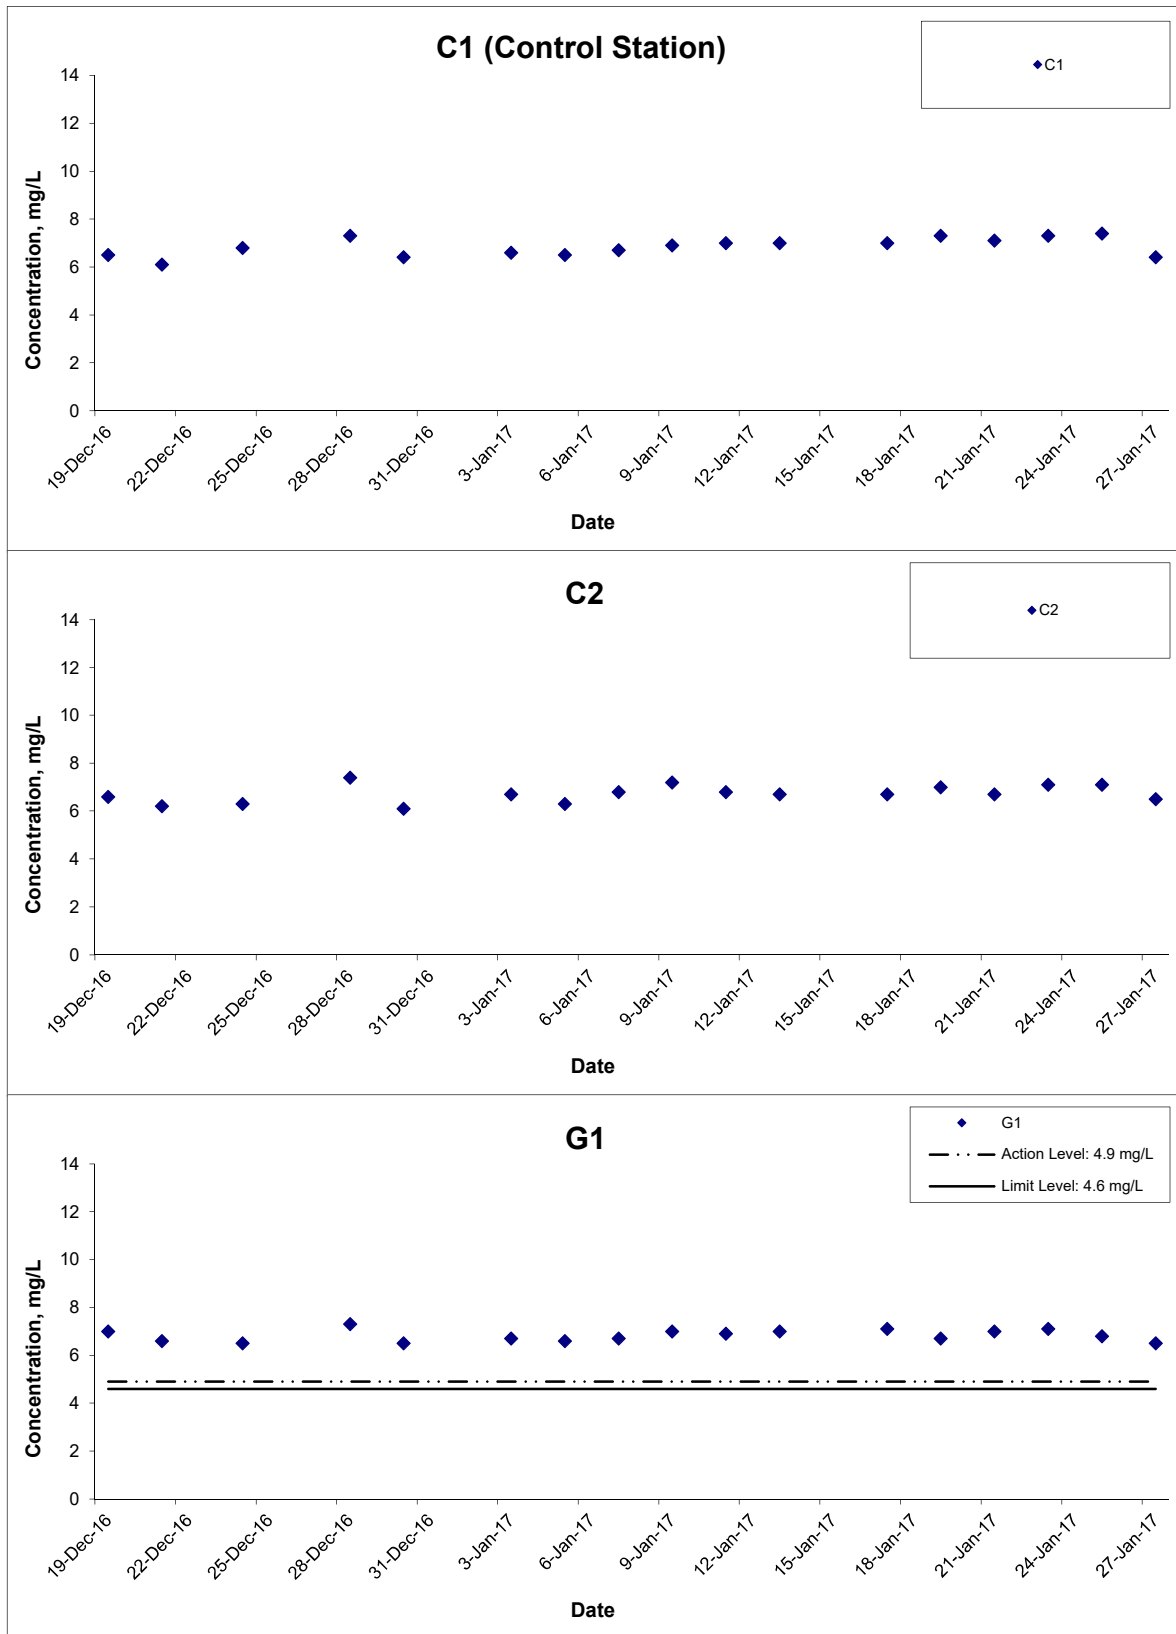 C1 (Control Station)
C1
14
12
10
8
6
4
2
0
Concentration, mg/L
19-Dec-16
22-Dec-16
25-Dec-16
28-Dec-16
31-Dec-16
3-Jan-17
6-Jan-17
9-Jan-17
12-Jan-17
15-Jan-17
18-Jan-17
21-Jan-17
24-Jan-17
27-Jan-17
Date
C2
C2
14
12
10
8
6
4
2
0
Concentration, mg/L
19-Dec-16
22-Dec-16
25-Dec-16
28-Dec-16
31-Dec-16
3-Jan-17
6-Jan-17
9-Jan-17
12-Jan-17
15-Jan-17
18-Jan-17
21-Jan-17
24-Jan-17
27-Jan-17
Date
G1
G1
Action Level: 4.9 mg/L
Limit Level: 4.6 mg/L
14
12
10
8
6
4
2
0
Concentration, mg/L
19-Dec-16
22-Dec-16
25-Dec-16
28-Dec-16
31-Dec-16
3-Jan-17
6-Jan-17
9-Jan-17
12-Jan-17
15-Jan-17
18-Jan-17
21-Jan-17
24-Jan-17
27-Jan-17
Date